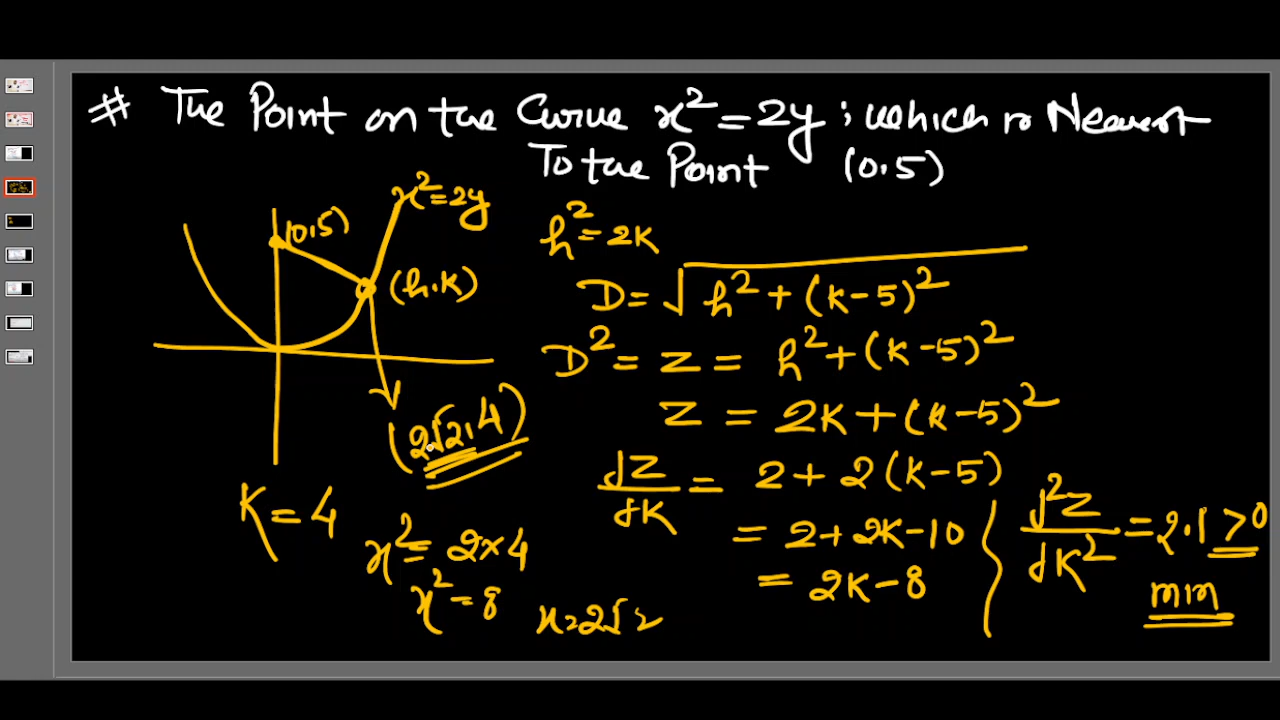 # The Point on the Curve x² = 2y ; which is Nearest
To the Point (0.5)
x² = 2y
(0,5)
(h.k)
(2√2, 4)
K = 4
x² = 2×4
x² = 8
x = 2√2
h² = 2k
D = √h² + (k-5)²
D² = Z = h² + (k-5)²
Z = 2k + (k-5)²
dZ/dK = 2 + 2(k-5)
= 2 + 2k - 10
= 2k - 8
d²Z/dK² = 2.1 > 0
min